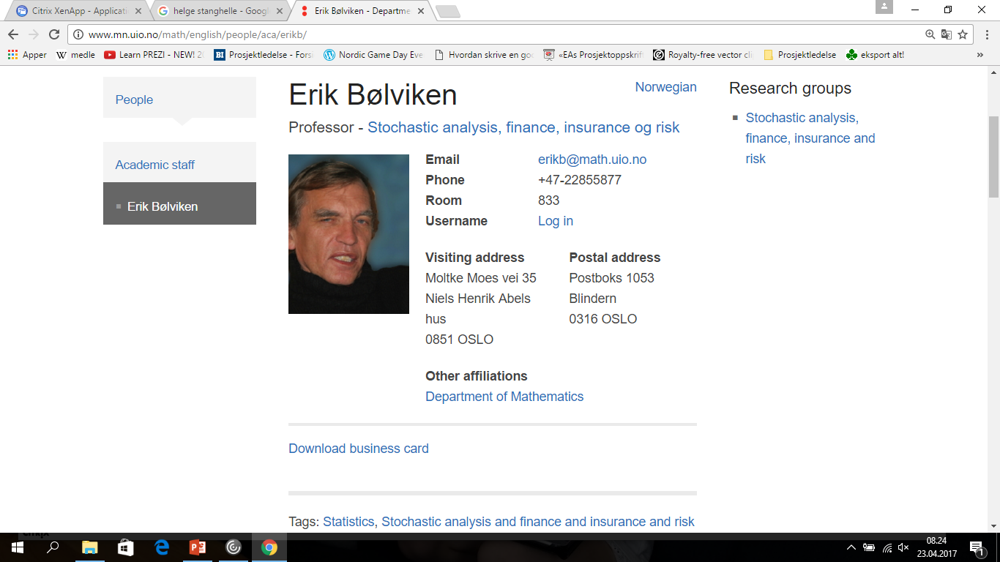 Citrix XenApp - Applicati
helge stanghelle - Googl
Erik Bølviken - Departme
www.mn.uio.no/math/english/people/aca/erikb/
Apper
medle
Learn PREZI - NEW! 2
BI
Prosjektledelse - Forsi
Nordic Game Day Eve
Hvordan skrive en goo
«EAs Prosjektoppskrif
Royalty-free vector cli
Prosjektledelse
eksport alt!
»
People
Academic staff
Erik Bølviken
Erik Bølviken
Norwegian
Professor - Stochastic analysis, finance, insurance og risk
Email erikb@math.uio.no
Phone +47-22855877
Room 833
Username Log in
Visiting address
Moltke Moes vei 35
Niels Henrik Abels
hus
0851 OSLO
Postal address
Postboks 1053
Blindern
0316 OSLO
Other affiliations
Department of Mathematics
Download business card
Tags: Statistics, Stochastic analysis and finance and insurance and risk
Research groups
Stochastic analysis,
finance, insurance and
risk
08.24
23.04.2017
1